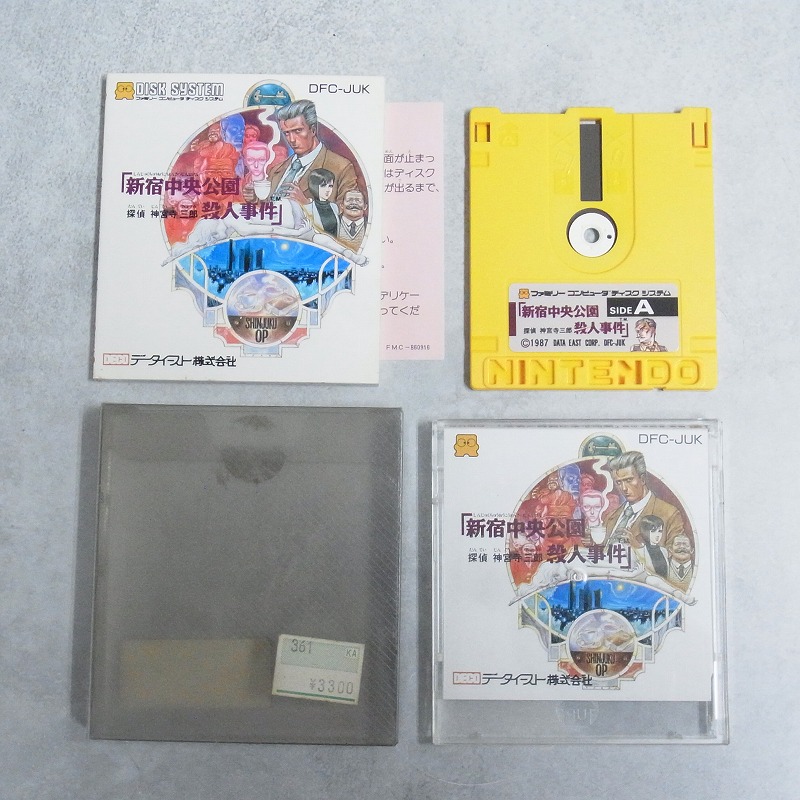 DISK SYSTEM
ファミリー コンピュータ ディスク システム
DFC-JUK
「新宿中央公園
探偵 神宮寺三郎 殺人事件」
TM
SHINJUKU
OP.
DECO データイースト株式会社
面が止まっ
はディスク
が出るまで、
い。
。
デリケー
ってくだ
FMC-860916
ファミリー コンピュータ ディスク システム
「新宿中央公園
SIDE A
探偵 神宮寺三郎 殺人事件」
TM
©1987 DATA EAST CORP. DFC-JUK
NINTENDO
361
KA
¥3300
DFC-JUK
「新宿中央公園
探偵 神宮寺三郎 殺人事件」
SHINJUKU
OP.
DECO データイースト株式会社